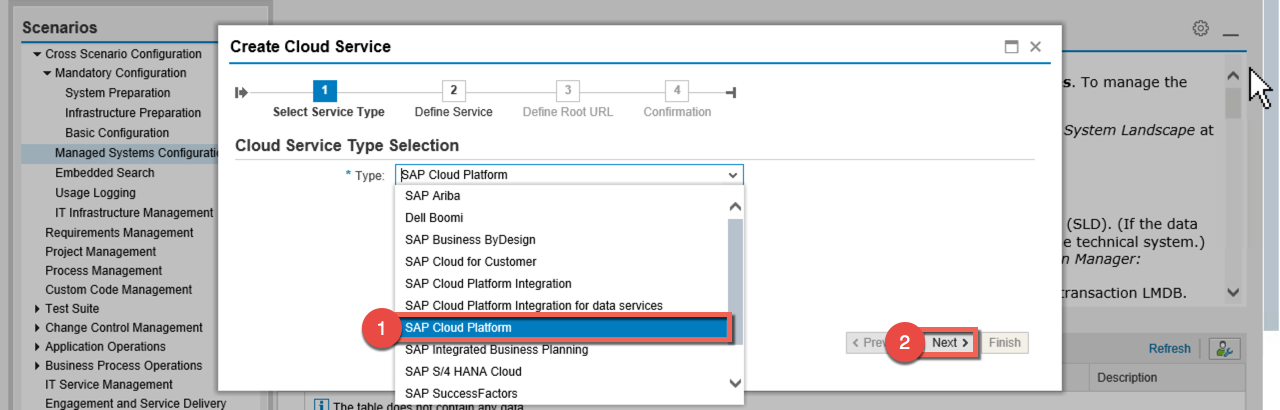 Scenarios
Cross Scenario Configuration
Mandatory Configuration
System Preparation
Infrastructure Preparation
Basic Configuration
Managed Systems Configurati
Embedded Search
Usage Logging
IT Infrastructure Management
Requirements Management
Project Management
Process Management
Custom Code Management
Test Suite
Change Control Management
Application Operations
Business Process Operations
IT Service Management
Engagement and Service Delivery
Create Cloud Service
1 2 3 4
Select Service Type Define Service Define Root URL Confirmation
Cloud Service Type Selection
* Type: SAP Cloud Platform
SAP Ariba
Dell Boomi
SAP Business ByDesign
SAP Cloud for Customer
SAP Cloud Platform Integration
SAP Cloud Platform Integration for data services
1 SAP Cloud Platform
SAP Integrated Business Planning
SAP S/4 HANA Cloud
SAP SuccessFactors
< Prev 2 Next > Finish
s. To manage the
System Landscape at
(SLD). (If the data
e technical system.)
n Manager:
transaction LMDB.
Refresh
Description
The table does not contain any data